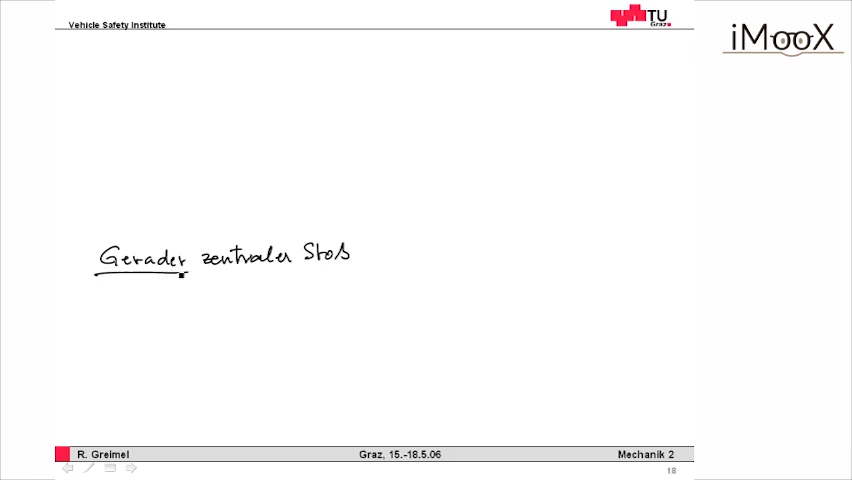 Vehicle Safety Institute
TU
Graz
iMooX
Gerader zentraler Stoß
R. Greimel
Graz, 15.-18.5.06
Mechanik 2
18